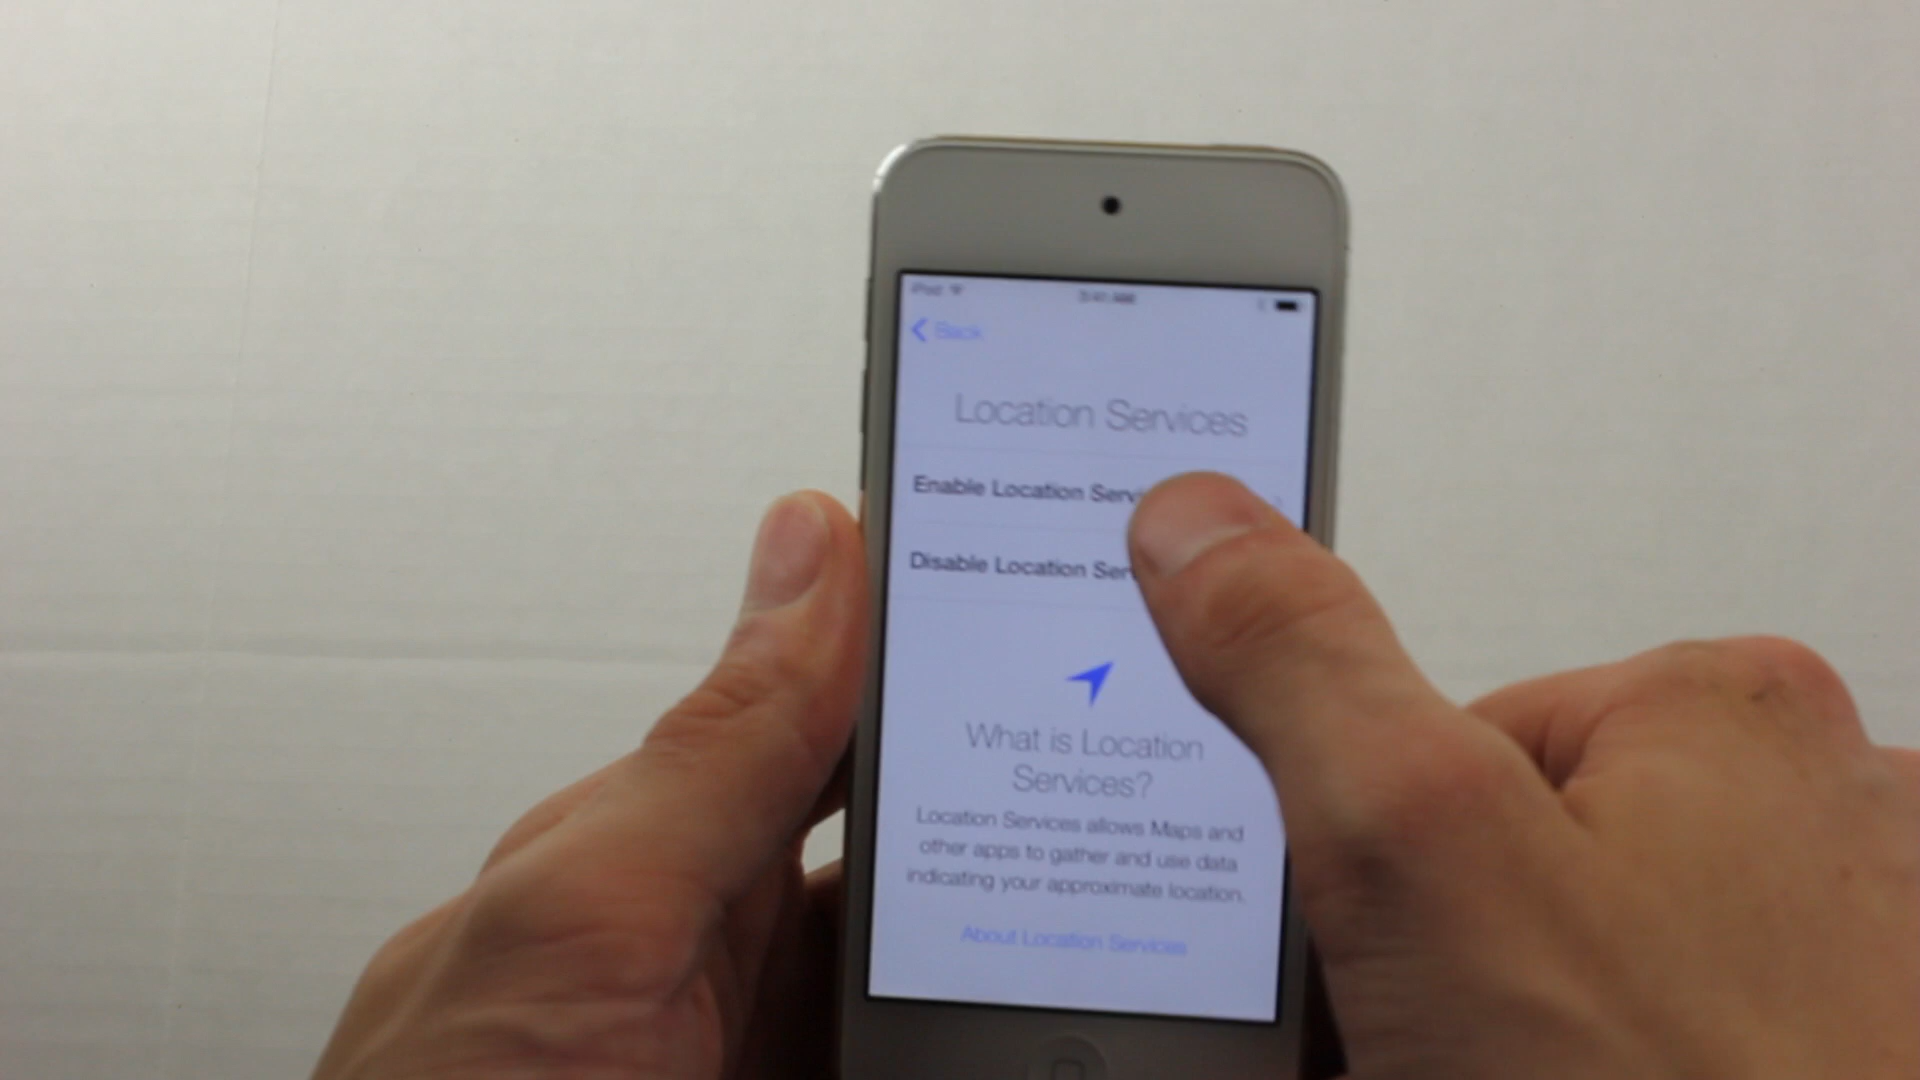 iPod
Back
Location Services
Enable Location Serv
Disable Location Ser
What is Location
Services?
Location Services allows Maps and
other apps to gather and use data
indicating your approximate location.
About Location Services